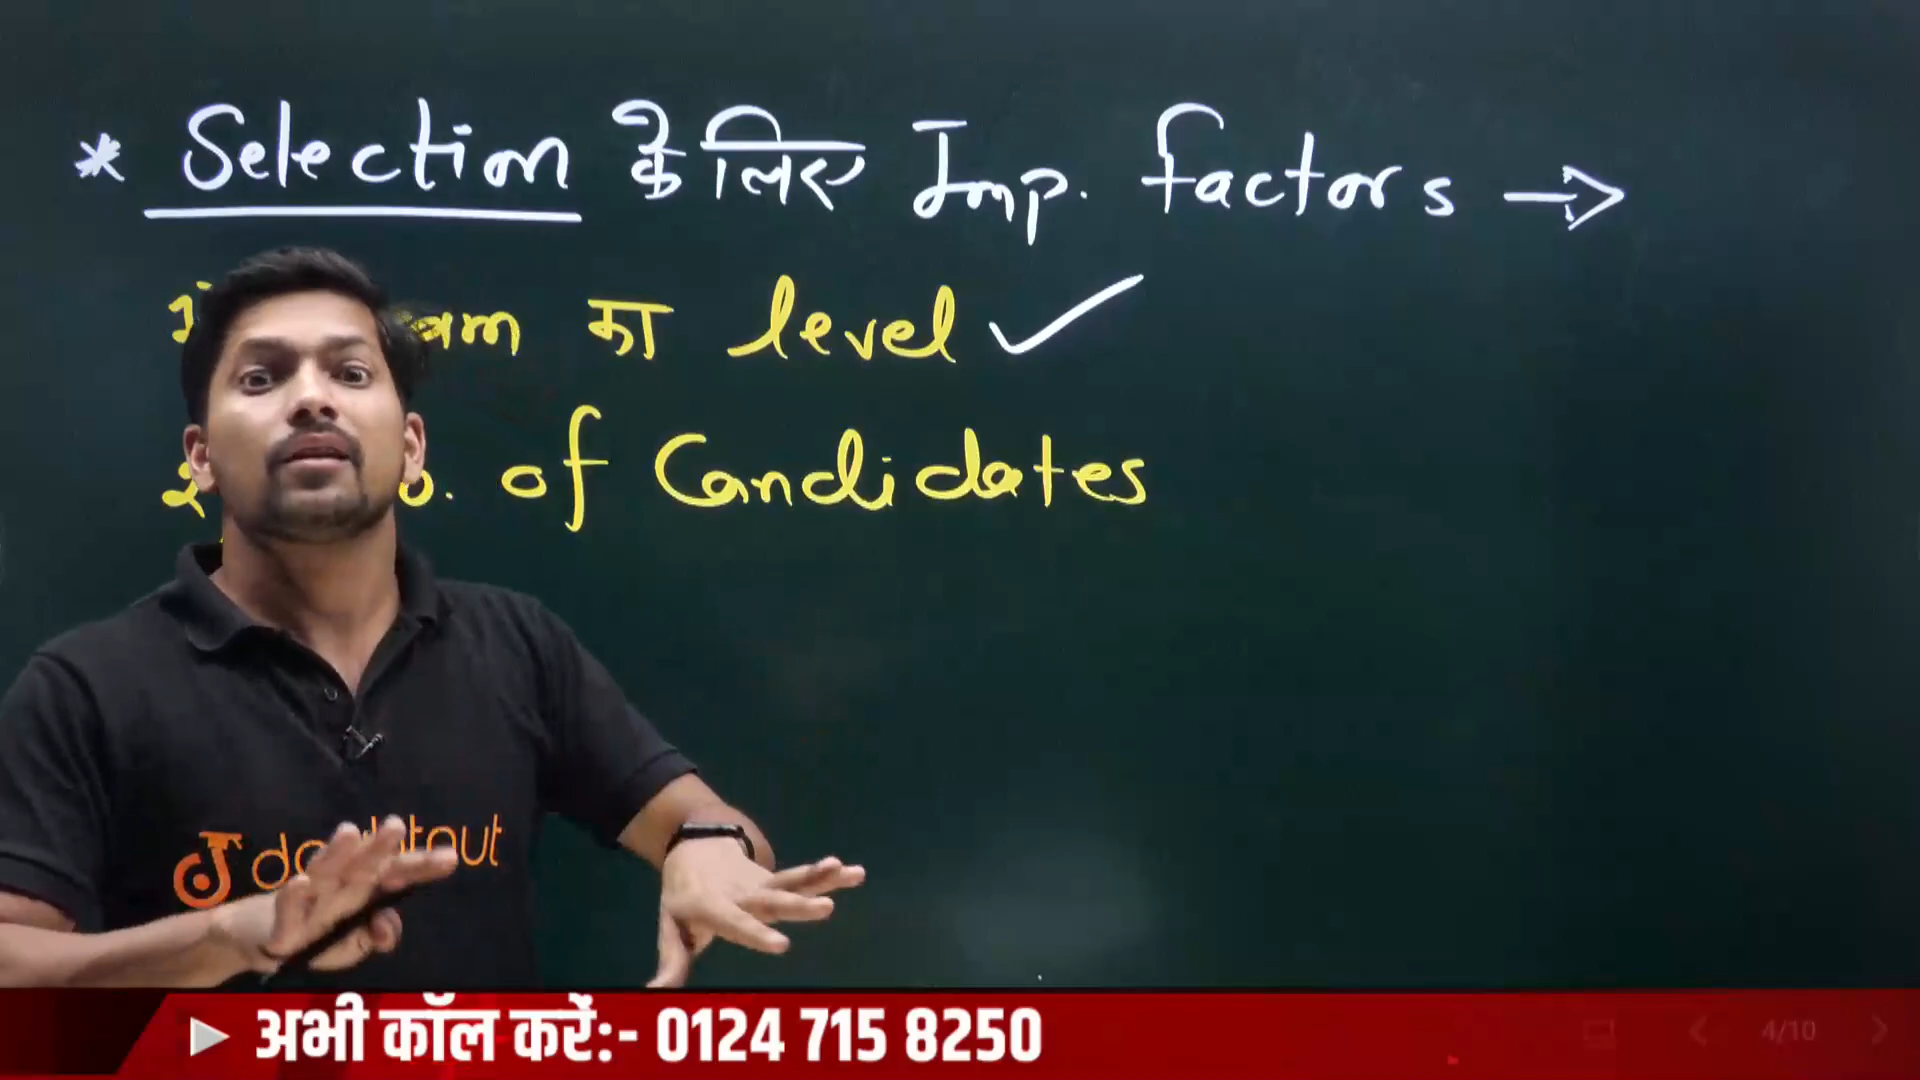 * Selection के लिए Imp. factors →
का level ✓
of Candidates
अभी कॉल करें:- 0124 715 8250
4/10